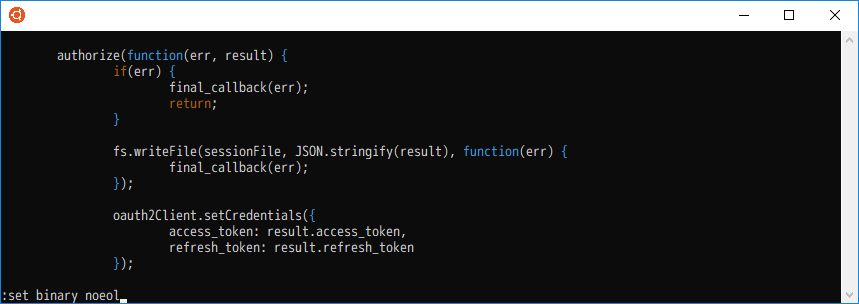 authorize(function(err, result) {
if(err) {
final_callback(err);
return;
}
fs.writeFile(sessionFile, JSON.stringify(result), function(err) {
final_callback(err);
});
oauth2Client.setCredentials({
access_token: result.access_token,
refresh_token: result.refresh_token
});
:set binary noeol